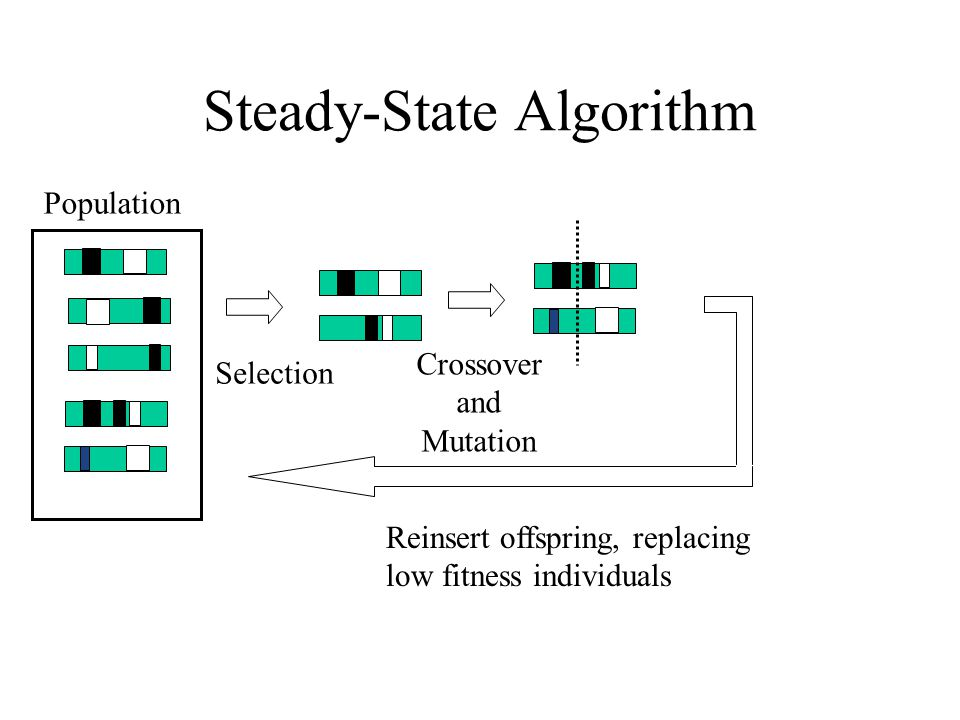 Steady-State Algorithm
Population
Selection
Crossover
and
Mutation
Reinsert offspring, replacing
low fitness individuals